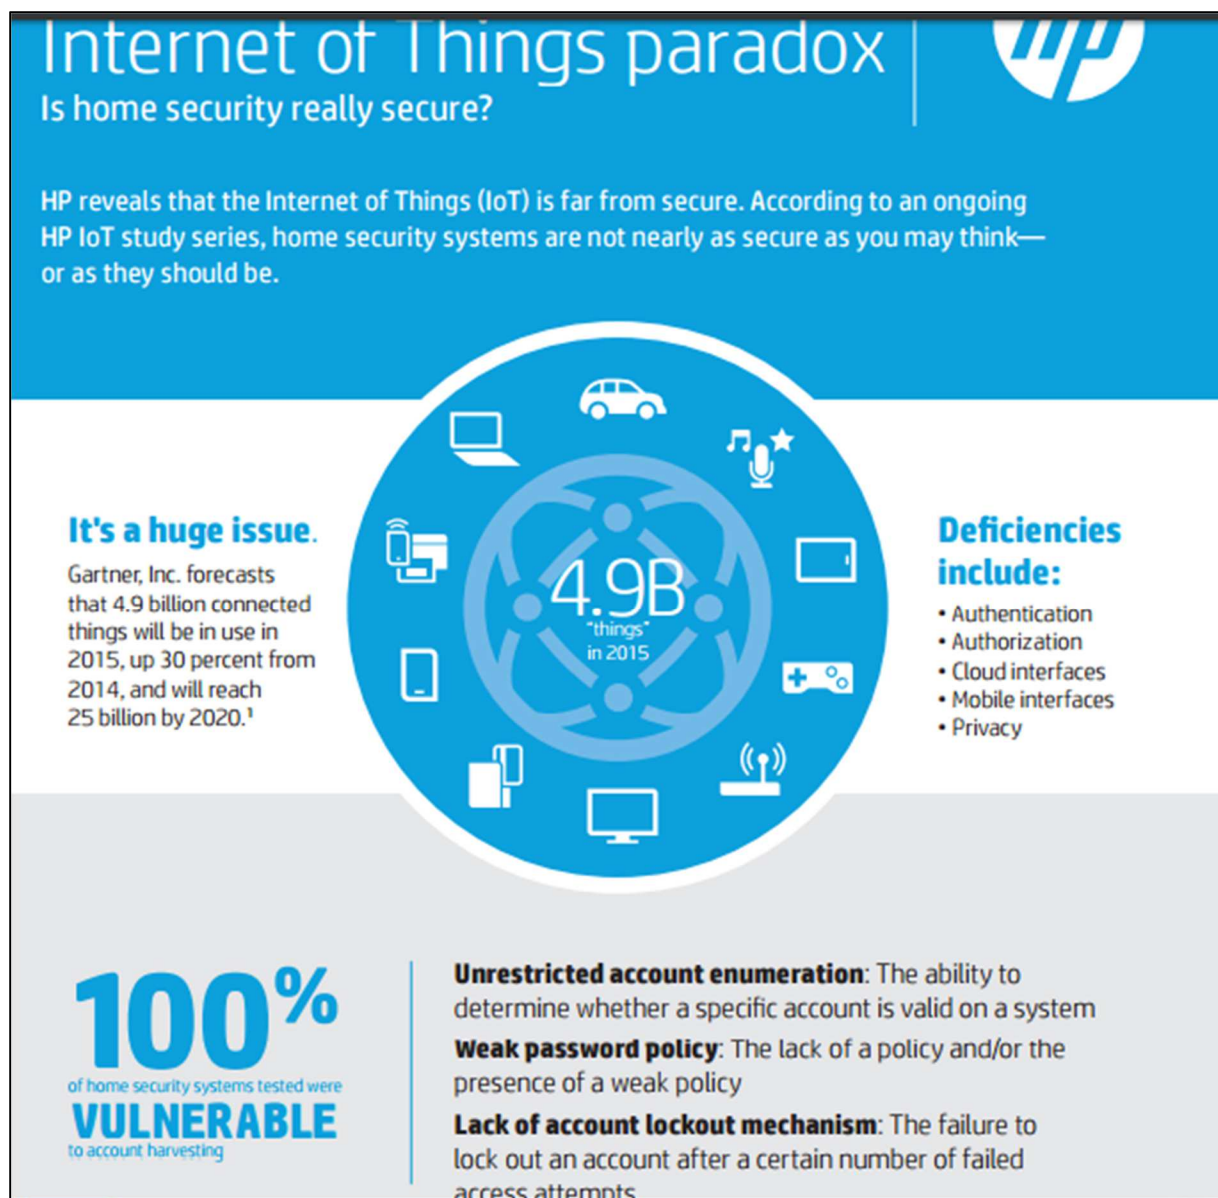 Internet of Things paradox
hp
Is home security really secure?
HP reveals that the Internet of Things (IoT) is far from secure. According to an ongoing
HP IoT study series, home security systems are not nearly as secure as you may think—
or as they should be.
It's a huge issue.
Gartner, Inc. forecasts
that 4.9 billion connected
things will be in use in
2015, up 30 percent from
2014, and will reach
25 billion by 2020.¹
4.9B
"things"
in 2015
Deficiencies
include:
• Authentication
• Authorization
• Cloud interfaces
• Mobile interfaces
• Privacy
100%
of home security systems tested were
VULNERABLE
to account harvesting
Unrestricted account enumeration: The ability to
determine whether a specific account is valid on a system
Weak password policy: The lack of a policy and/or the
presence of a weak policy
Lack of account lockout mechanism: The failure to
lock out an account after a certain number of failed
access attempts